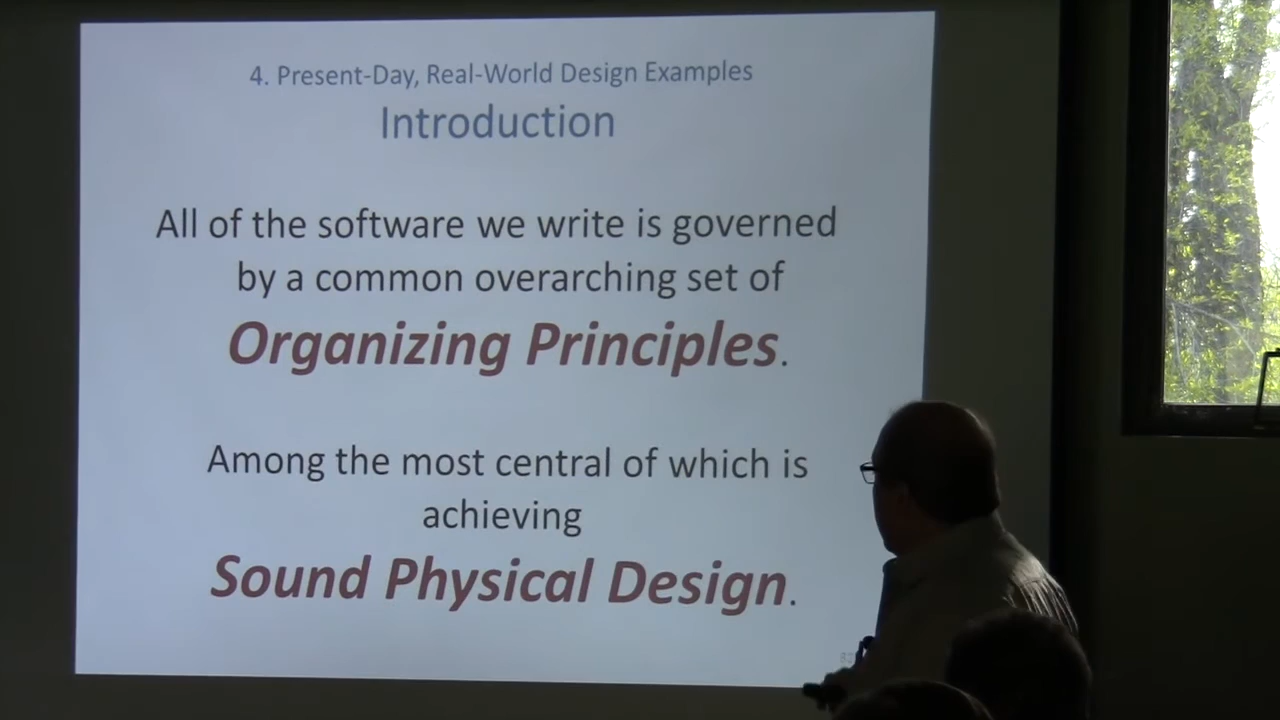 4. Present-Day, Real-World Design Examples
Introduction
All of the software we write is governed
by a common overarching set of
Organizing Principles.
Among the most central of which is
achieving
Sound Physical Design.